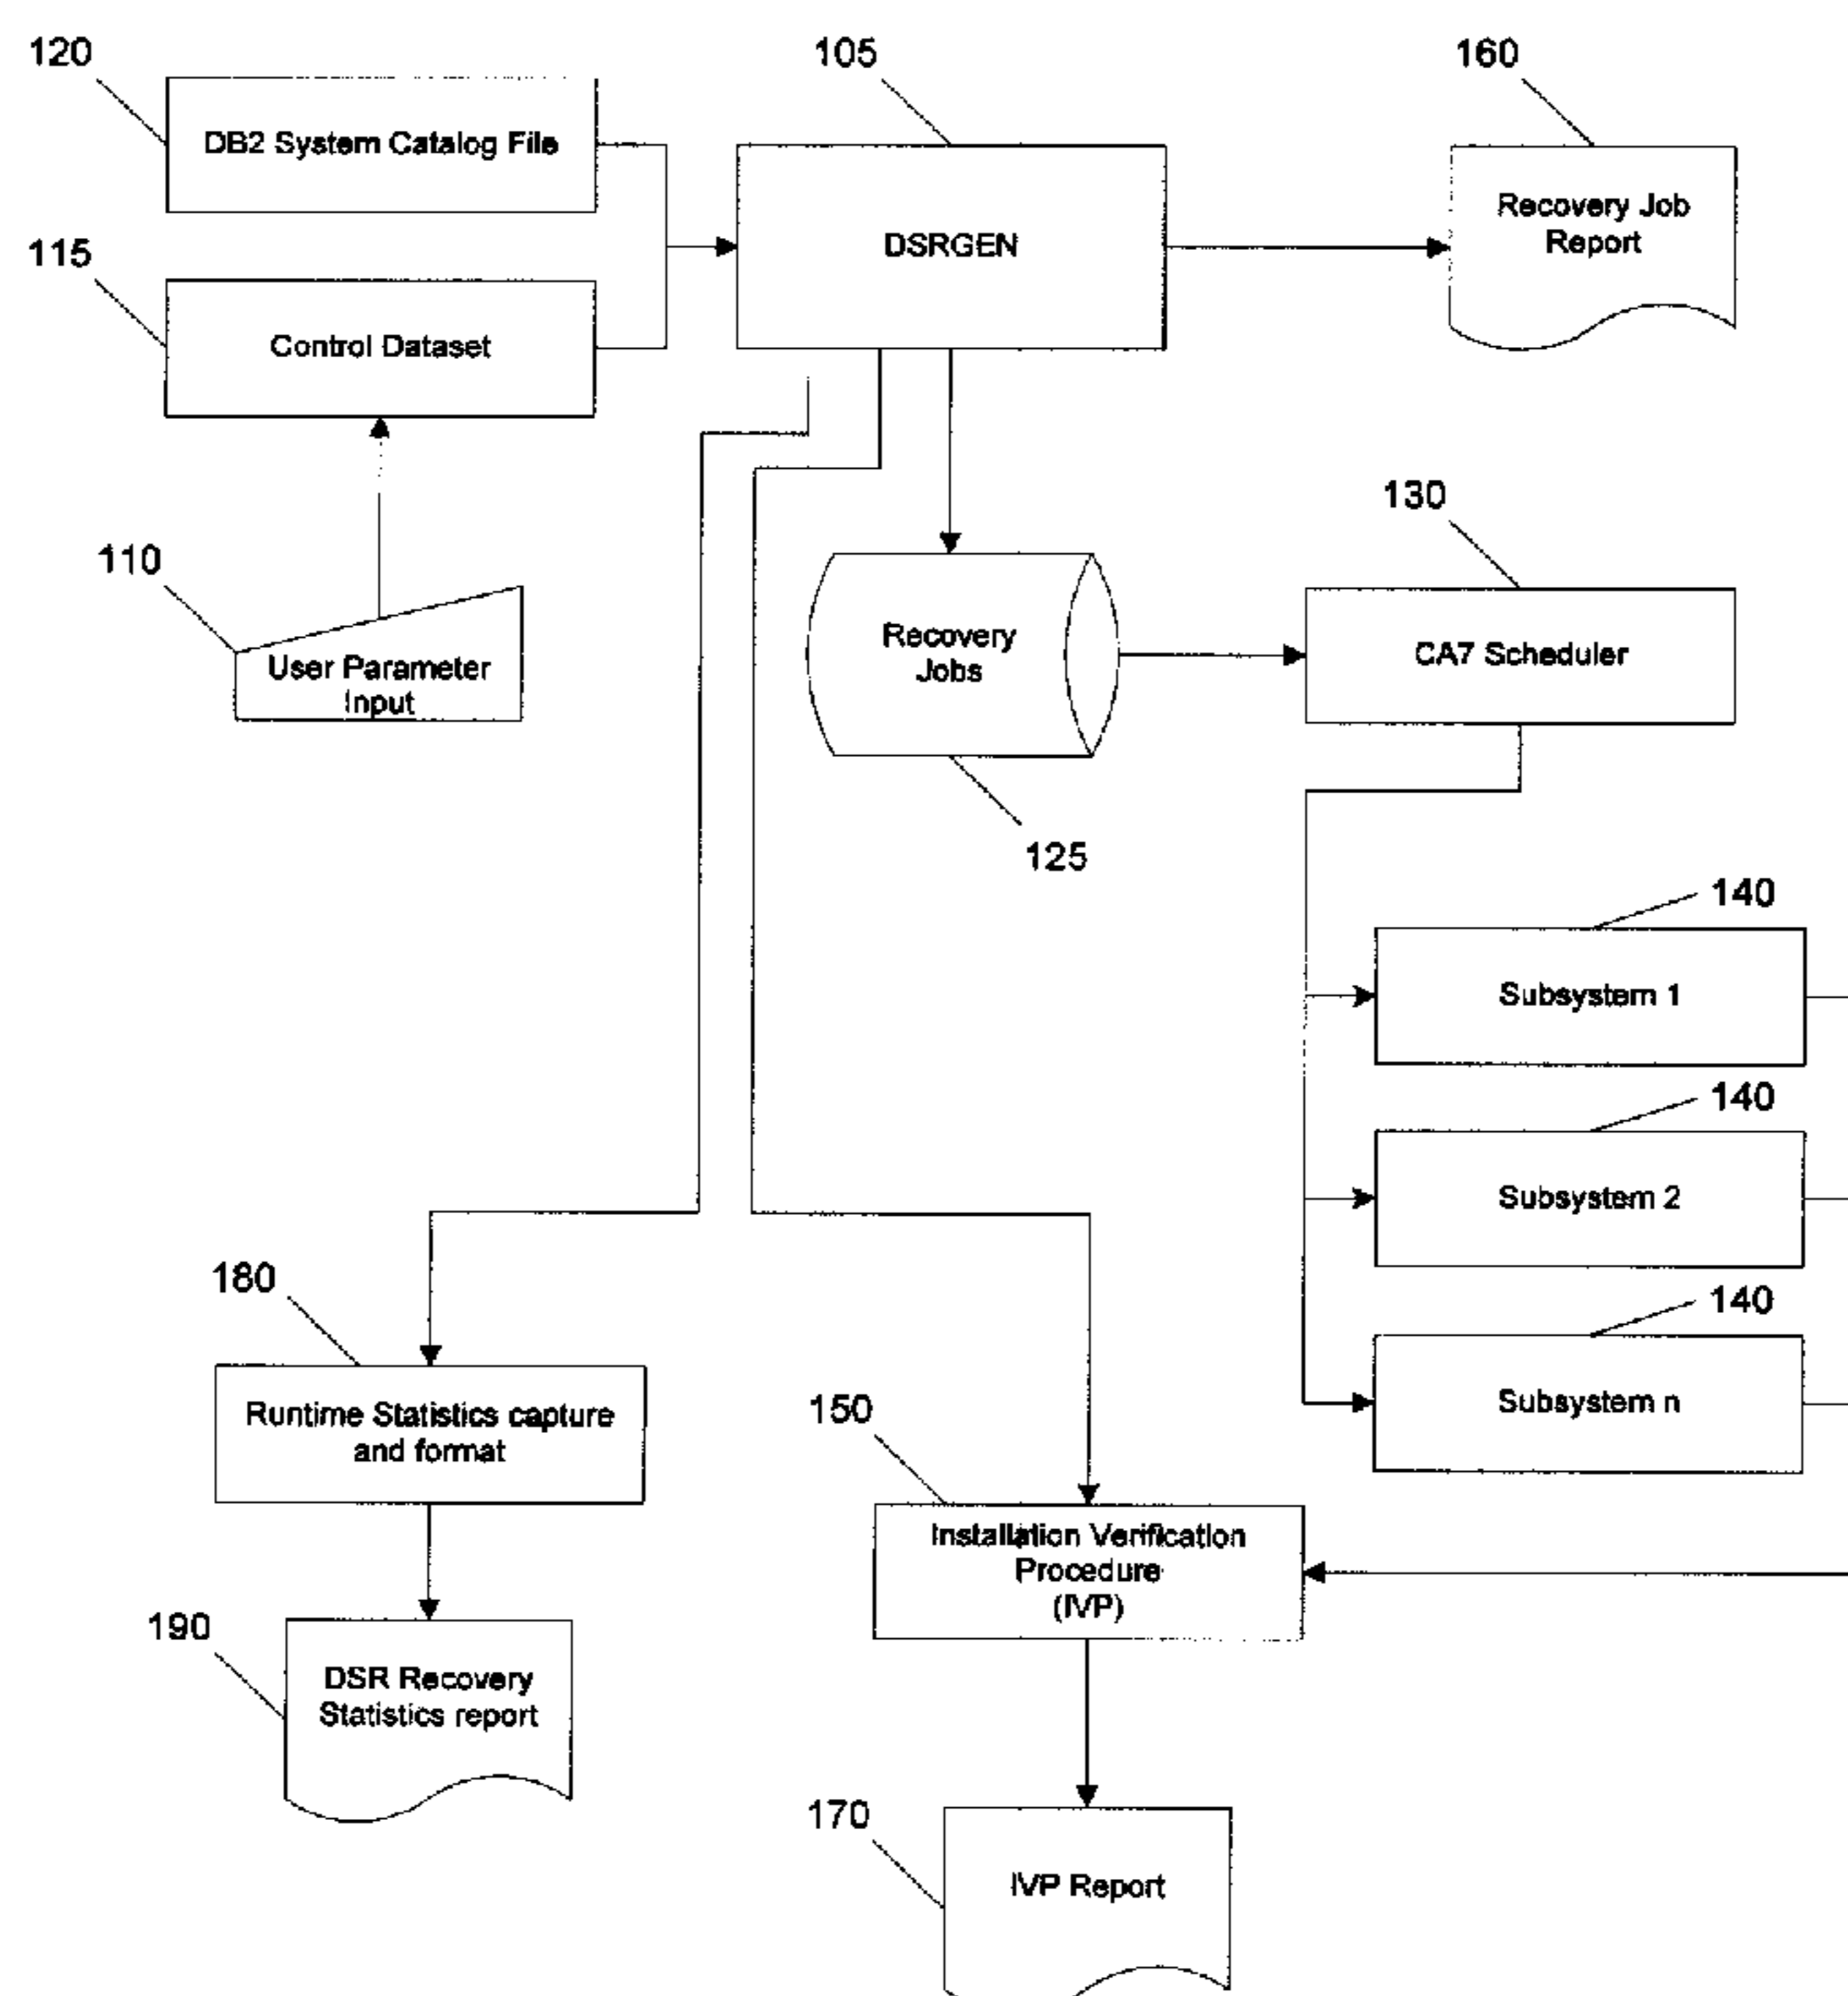 120
105
160
DB2 System Catalog File
DSRGEN
Recovery Job
Report
115
Control Dataset
130
110
User Parameter
Input
Recovery
Jobs
CA7 Scheduler
125
140
Subsystem 1
140
Subsystem 2
140
Subsystem n
180
Runtime Statistics capture
and format
150
Installation Verification
Procedure
(IVP)
190
DSR Recovery
Statistics report
170
IVP Report